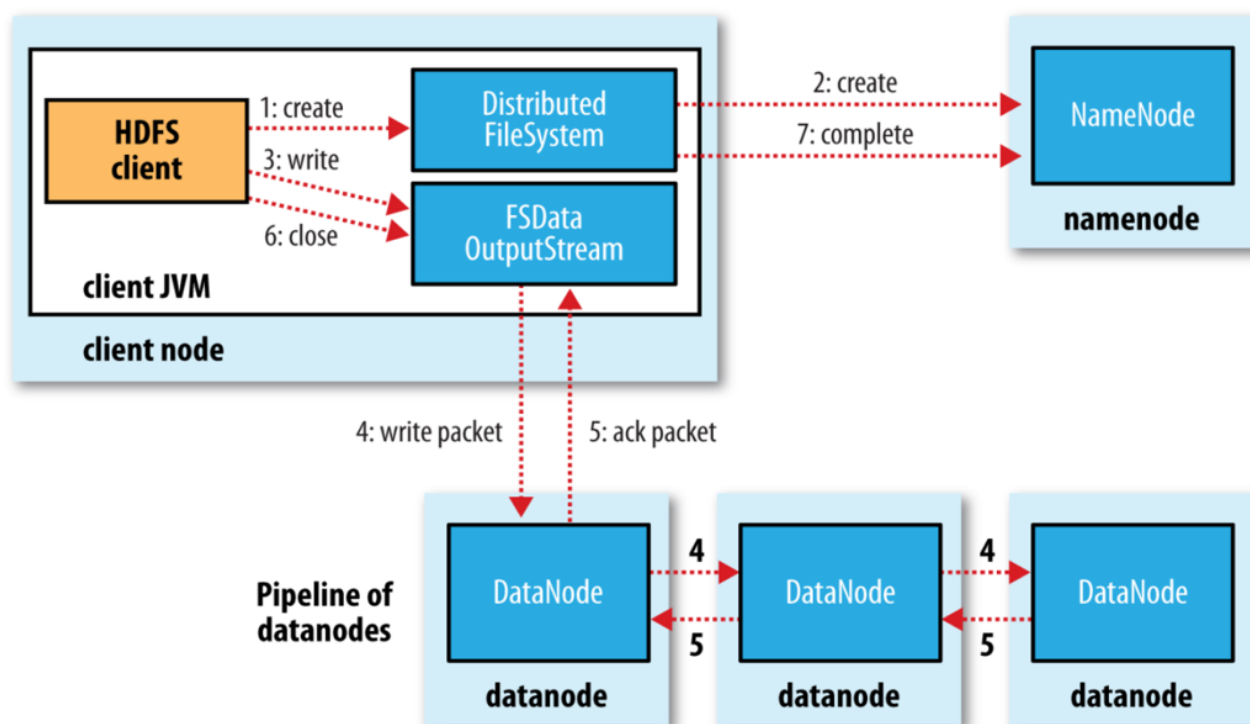 HDFS
client
1: create
3: write
6: close
Distributed
FileSystem
FSData
OutputStream
client JVM
client node
2: create
7: complete
NameNode
namenode
4: write packet
5: ack packet
Pipeline of
datanodes
DataNode
4
5
DataNode
4
5
DataNode
datanode
datanode
datanode